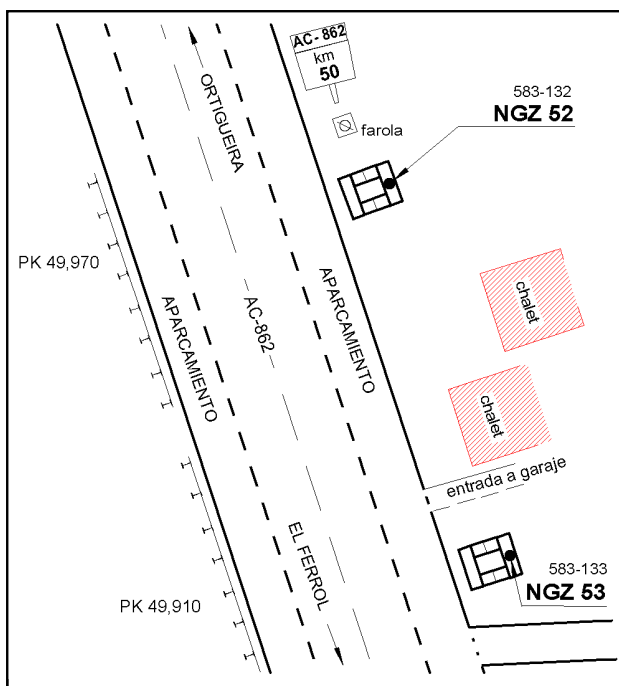 AC-862
km
50
ORTIGUEIRA
583-132
NGZ 52
farola
PK 49,970
APARCAMIENTO
AC-862
APARCAMIENTO
chalet
chalet
entrada a garaje
EL FERROL
583-133
NGZ 53
PK 49,910